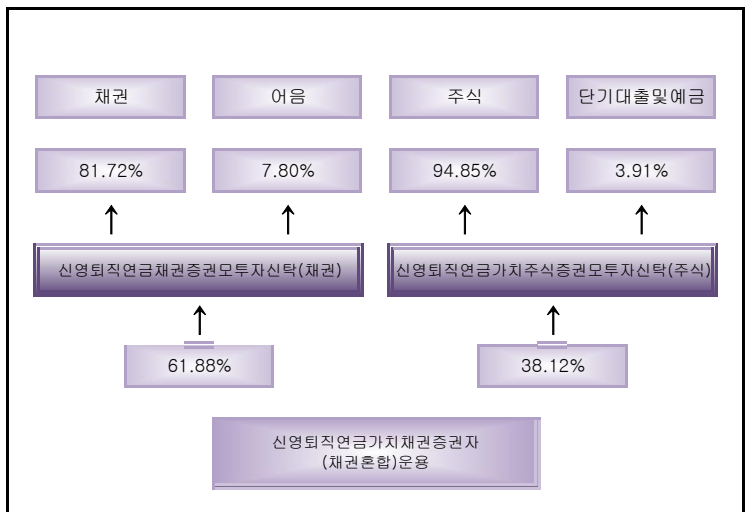 채권
어음
주식
단기대출및예금
81.72%
7.80%
94.85%
3.91%
신영퇴직연금채권증권모투자신탁(채권)
신영퇴직연금가치주식증권모투자신탁(주식)
61.88%
38.12%
신영퇴직연금가치채권증권자
(채권혼합)운용